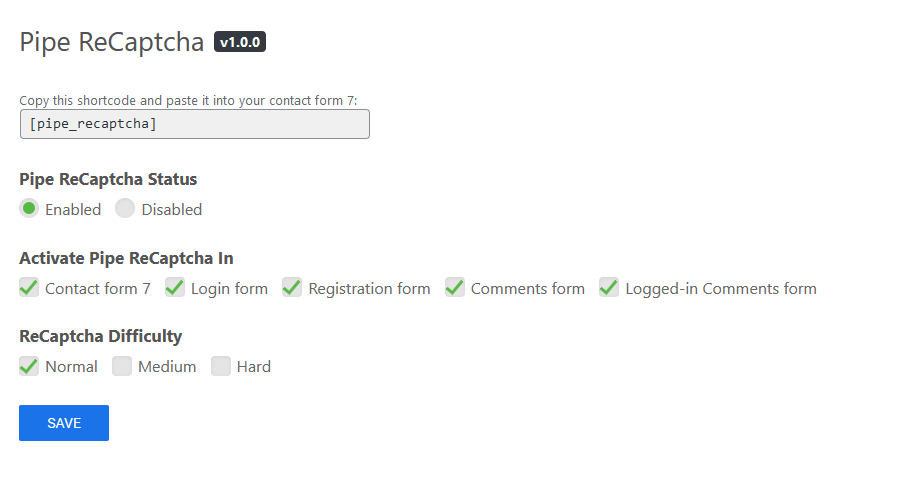 Pipe ReCaptcha v1.0.0
Copy this shortcode and paste it into your contact form 7:
[pipe_recaptcha]
Pipe ReCaptcha Status
Enabled Disabled
Activate Pipe ReCaptcha In
Contact form 7 Login form Registration form Comments form Logged-in Comments form
ReCaptcha Difficulty
Normal Medium Hard
SAVE